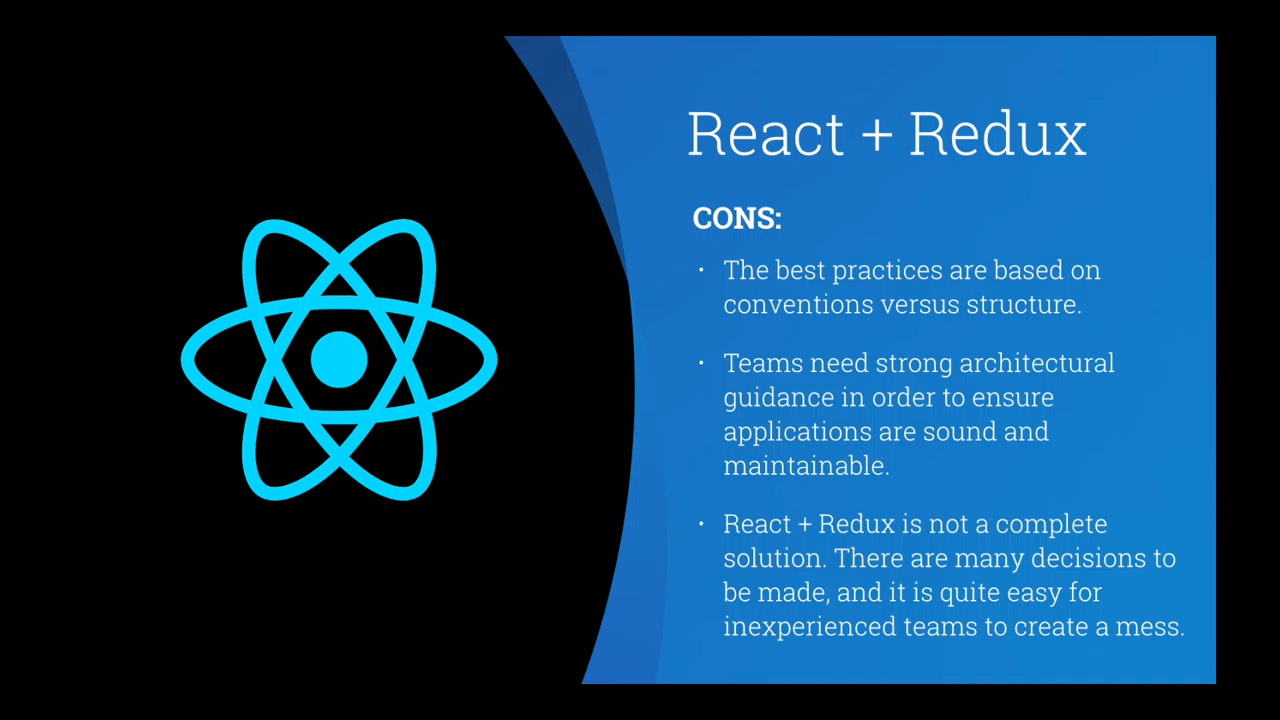 React + Redux
CONS:
· The best practices are based on
conventions versus structure.
· Teams need strong architectural
guidance in order to ensure
applications are sound and
maintainable.
· React + Redux is not a complete
solution. There are many decisions to
be made, and it is quite easy for
inexperienced teams to create a mess.